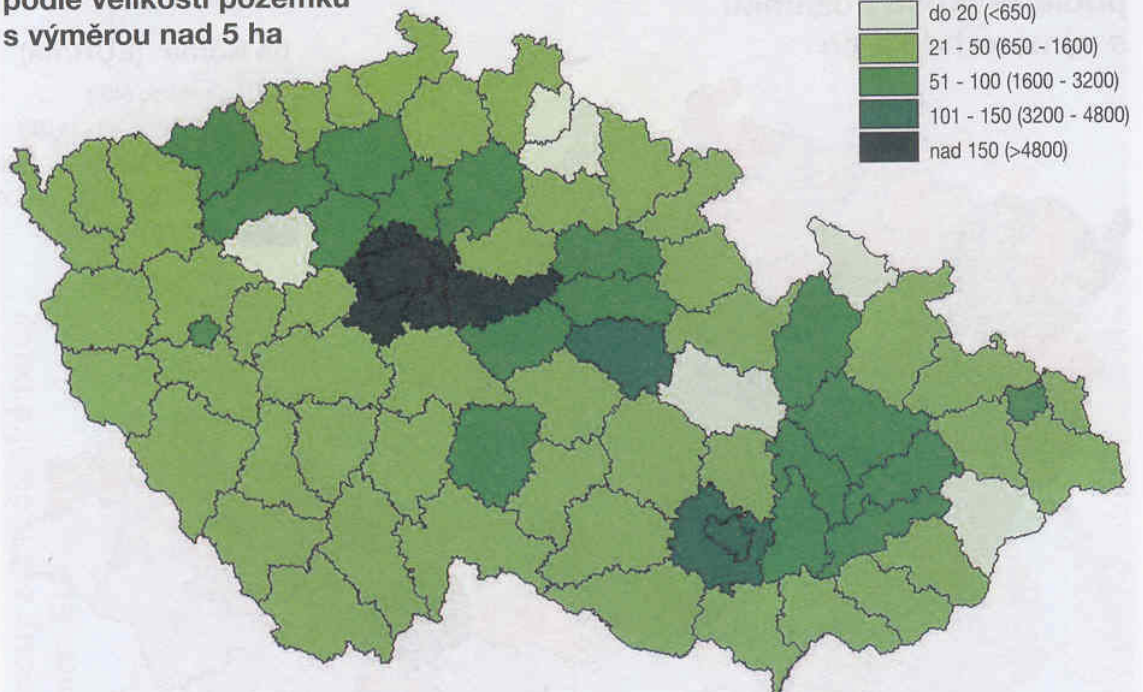 podle velikosti pozemků
s výměrou nad 5 ha
do 20 (<650)
21 - 50 (650 - 1600)
51 - 100 (1600 - 3200)
101 - 150 (3200 - 4800)
nad 150 (>4800)